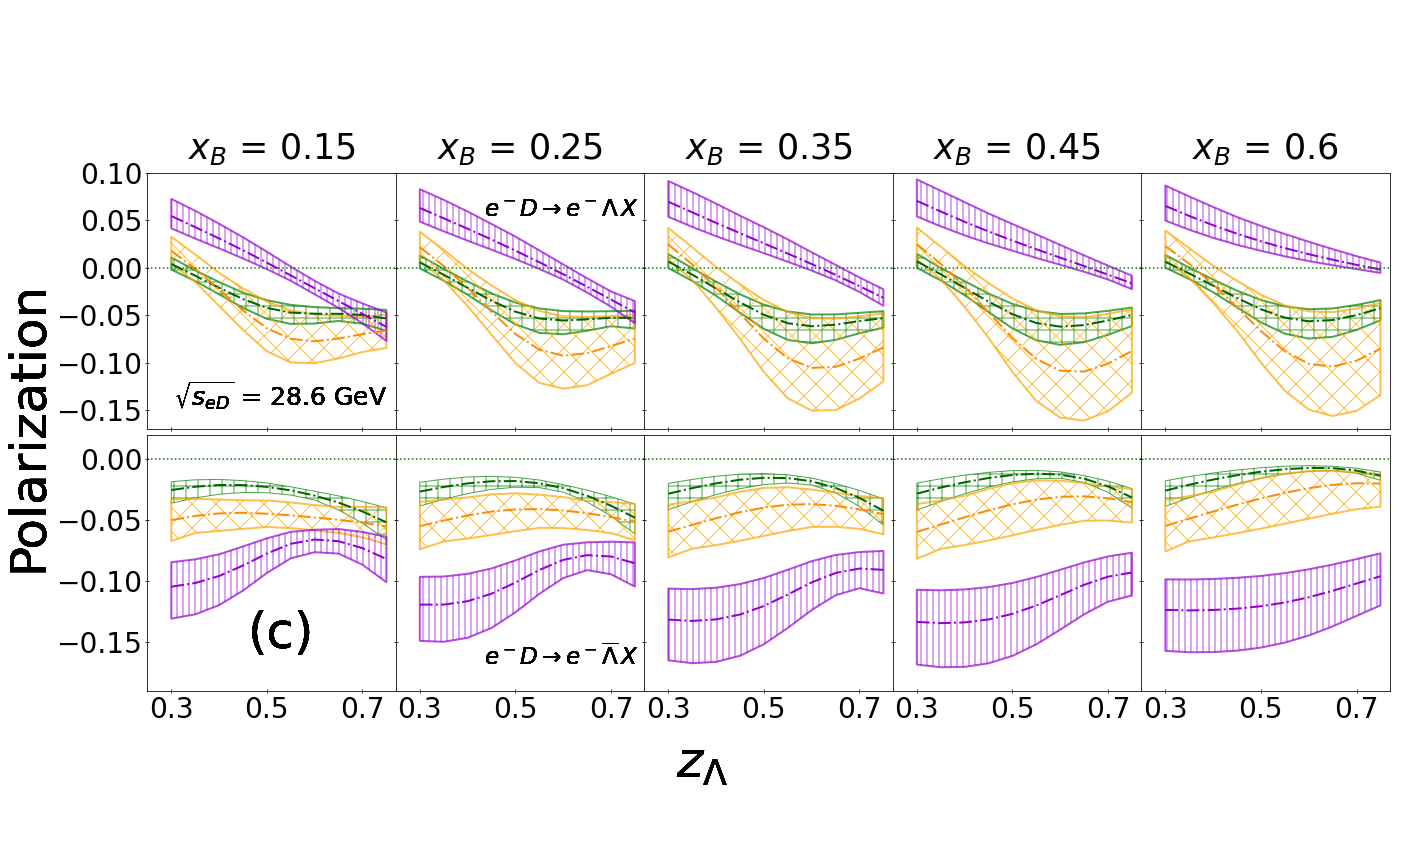 x_B = 0.15 x_B = 0.25 x_B = 0.35 x_B = 0.45 x_B = 0.6
Polarization
0.10
0.05
0.00
−0.05
−0.10
−0.15
e⁻D→e⁻ΛX
√s_{eD} = 28.6 GeV
0.00
−0.05
−0.10
−0.15
(c)
e⁻D→e⁻Λ̅X
0.3 0.5 0.7 0.3 0.5 0.7 0.3 0.5 0.7 0.3 0.5 0.7 0.3 0.5 0.7
z_Λ